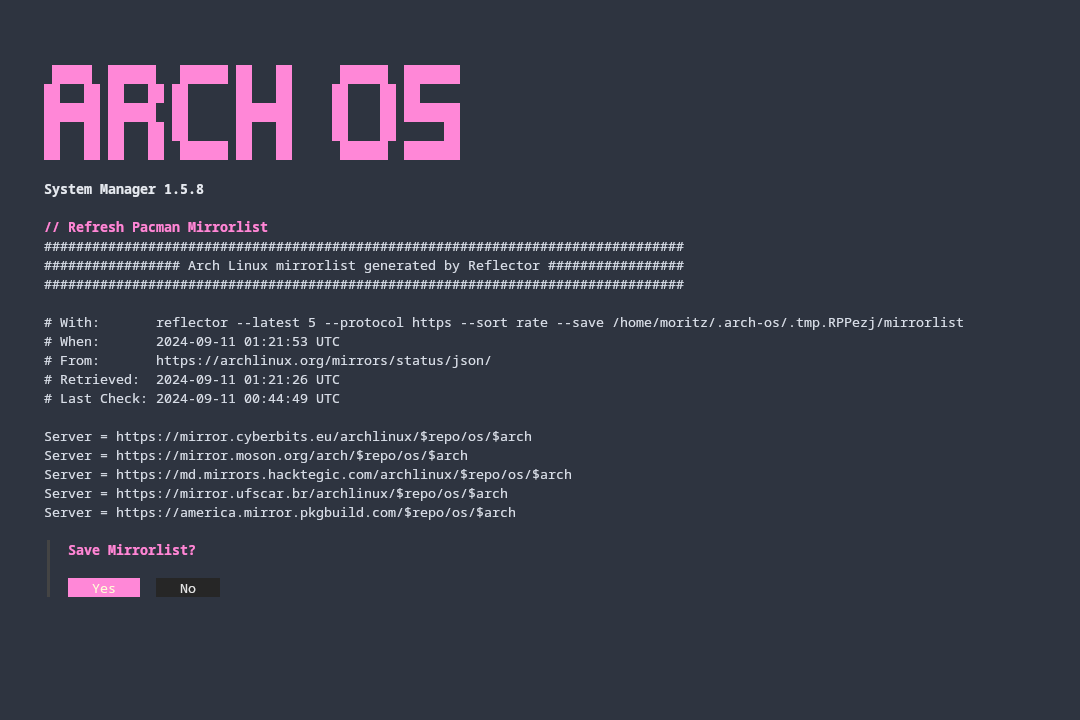 ARCH OS
System Manager 1.5.8
// Refresh Pacman Mirrorlist
################################################################################
################# Arch Linux mirrorlist generated by Reflector #################
################################################################################
# With:       reflector --latest 5 --protocol https --sort rate --save /home/moritz/.arch-os/.tmp.RPPezj/mirrorlist
# When:       2024-09-11 01:21:53 UTC
# From:       https://archlinux.org/mirrors/status/json/
# Retrieved:  2024-09-11 01:21:26 UTC
# Last Check: 2024-09-11 00:44:49 UTC
Server = https://mirror.cyberbits.eu/archlinux/$repo/os/$arch
Server = https://mirror.moson.org/arch/$repo/os/$arch
Server = https://md.mirrors.hacktegic.com/archlinux/$repo/os/$arch
Server = https://mirror.ufscar.br/archlinux/$repo/os/$arch
Server = https://america.mirror.pkgbuild.com/$repo/os/$arch
Save Mirrorlist?
Yes No